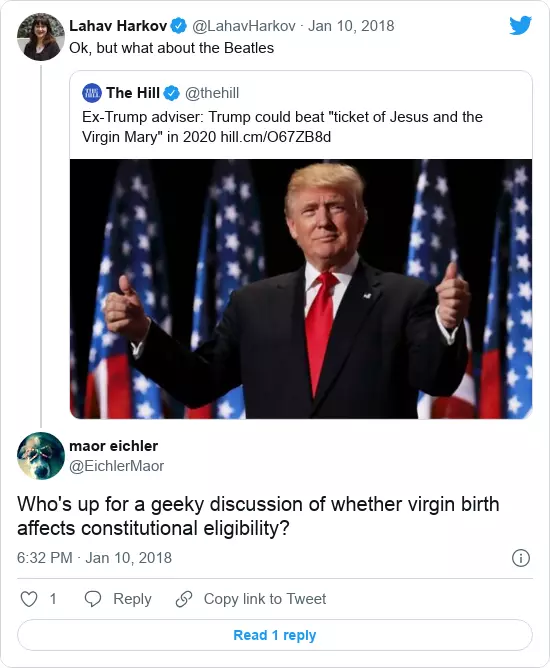 Lahav Harkov @LahavHarkov · Jan 10, 2018
Ok, but what about the Beatles
THE HILL
The Hill @thehill
Ex-Trump adviser: Trump could beat "ticket of Jesus and the
Virgin Mary" in 2020 hill.cm/O67ZB8d
maor eichler
@EichlerMaor
Who's up for a geeky discussion of whether virgin birth
affects constitutional eligibility?
6:32 PM · Jan 10, 2018
1 Reply Copy link to Tweet
Read 1 reply